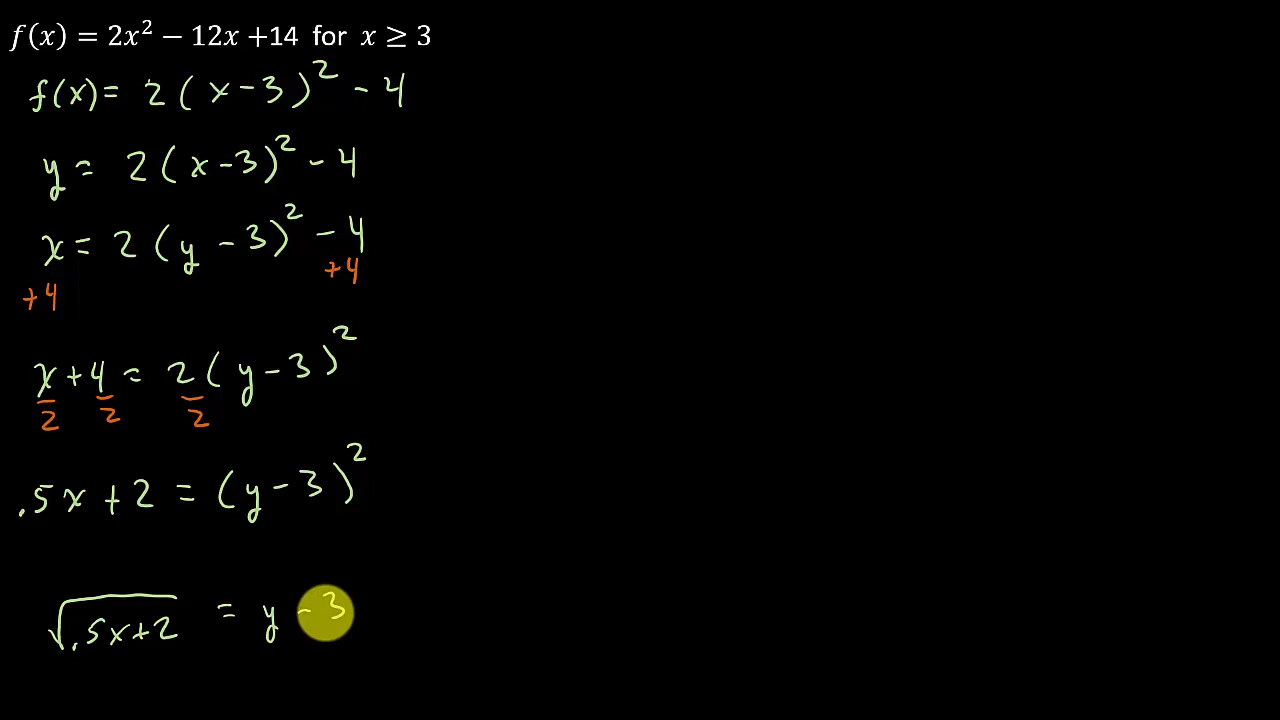 f(x) = 2x² − 12x +14 for x ≥ 3
f(x)= 2(x-3)² - 4
y = 2(x-3)² - 4
x = 2(y-3)² - 4
+4 +4
x+4 = 2(y-3)²
2 2 2
.5x+2 = (y-3)²
√.5x+2 = y-3